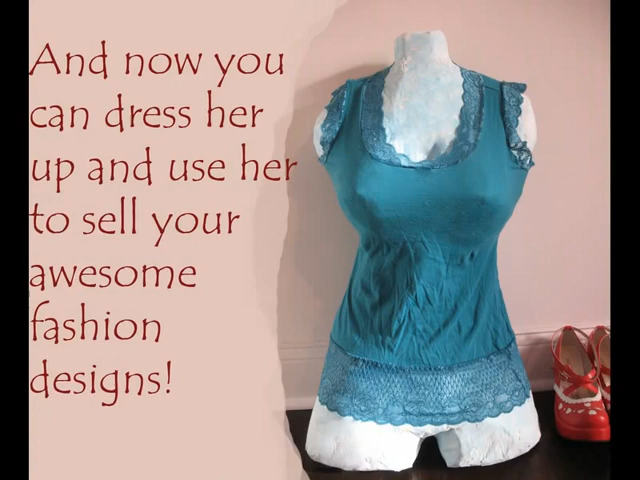 And now you
can dress her
up and use her
to sell your
awesome
fashion
designs!